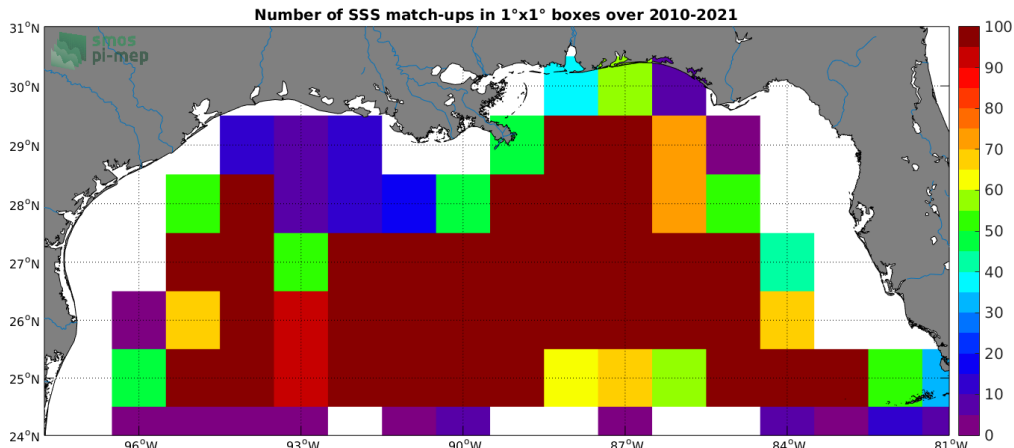 Number of SSS match-ups in 1°x1° boxes over 2010-2021
smos
pi-mep
31°N
30°N
29°N
28°N
27°N
26°N
25°N
24°N
96°W
93°W
90°W
87°W
84°W
81°W
100
90
80
70
60
50
40
30
20
10
0